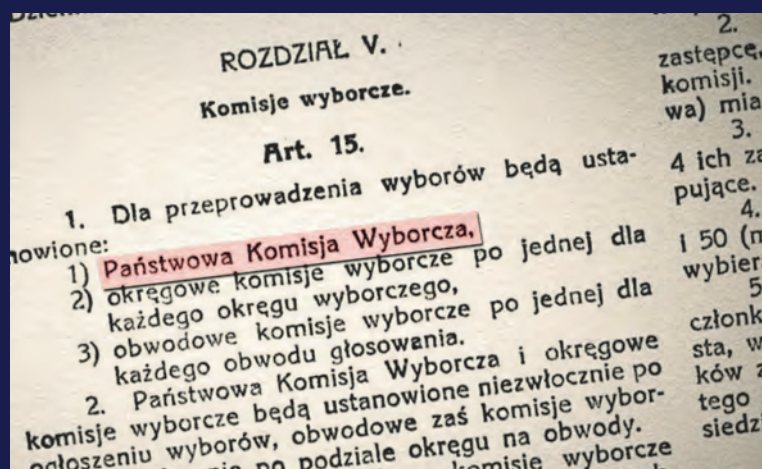 ROZDZIAŁ V.
Komisje wyborcze.
Art. 15.
1. Dla przeprowadzenia wyborów będą usta-
nowione:
1) Państwowa Komisja Wyborcza,
2) okręgowe komisje wyborcze po jednej dla
każdego okręgu wyborczego,
3) obwodowe komisje wyborcze po jednej dla
każdego obwodu głosowania.
2. Państwowa Komisja Wyborcza i okręgowe
komisje wyborcze będą ustanowione niezwłocznie po
ogłoszeniu wyborów, obwodowe zaś komisje wybor-
po podziale okręgu na obwody.
komisje wyborcze
2.
zastępcę,
komisji.
wa) mia
3.
4 ich za
pujące.
4.
i 50 (m
wybier
5
członk
sta, w
ków z
tego
siedzi